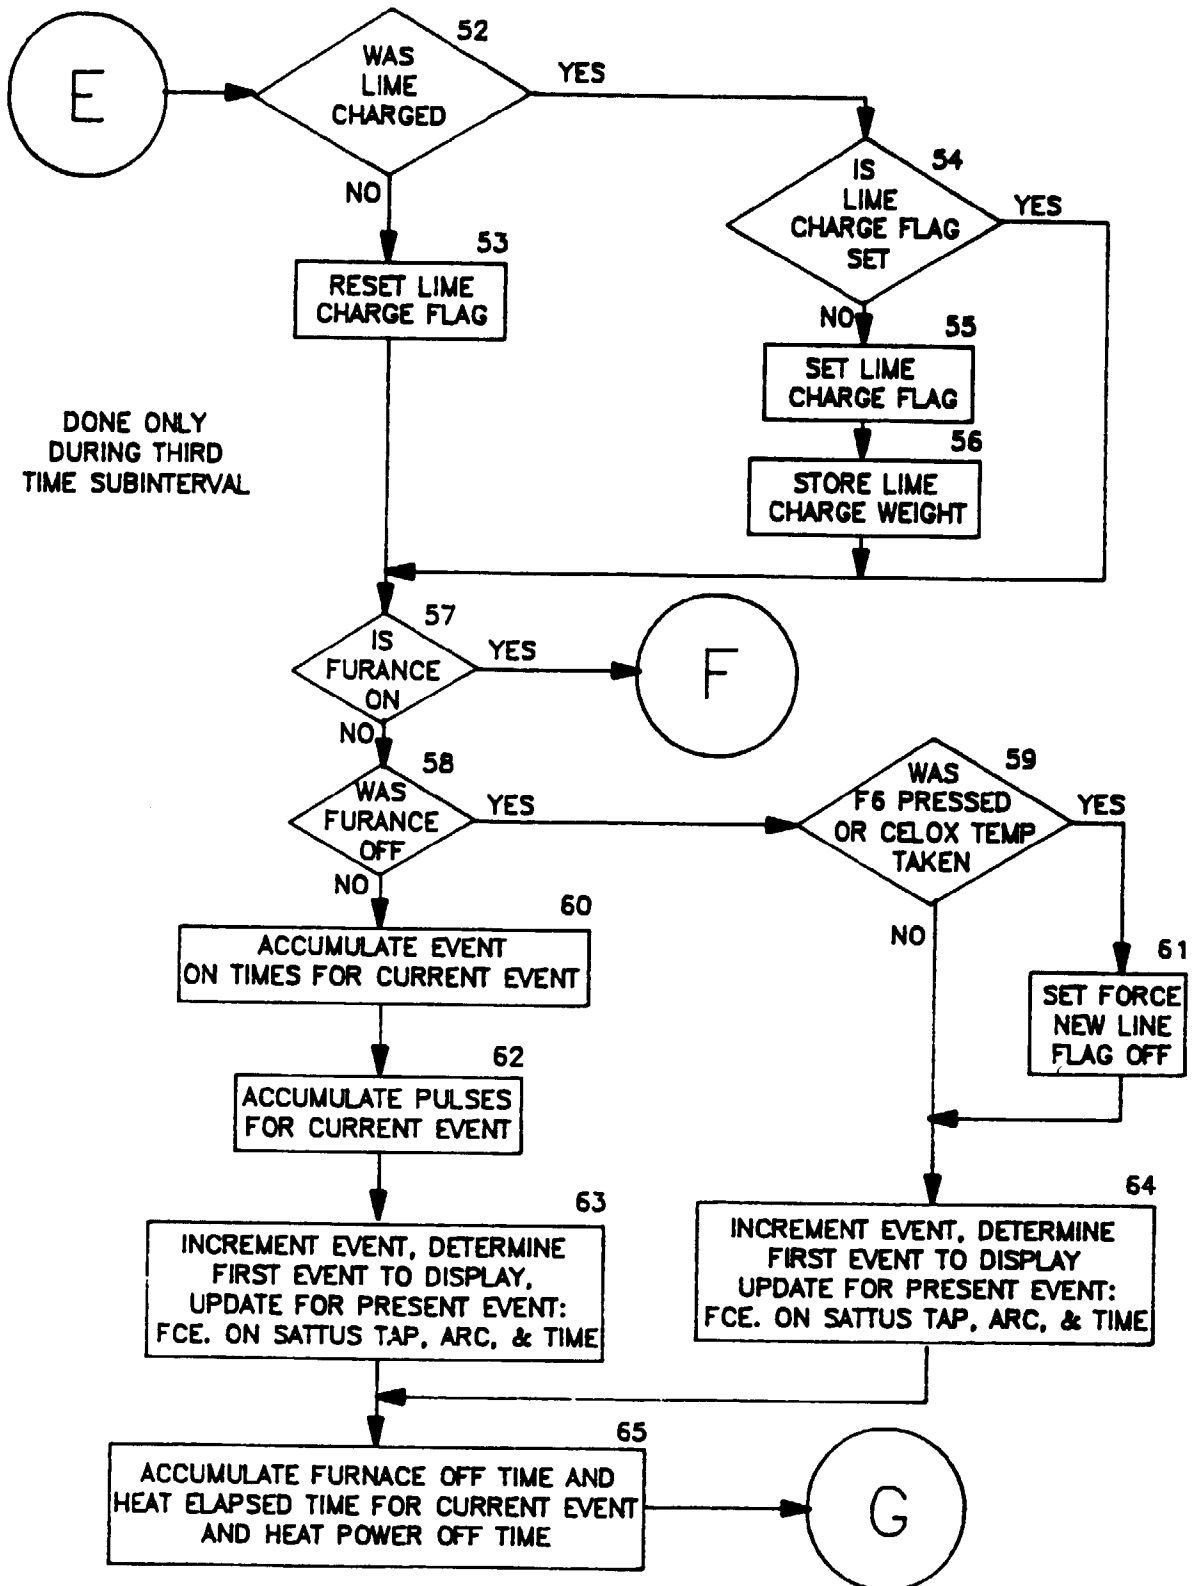 E
52
WAS
LIME
CHARGED
YES
NO
54
IS
LIME
CHARGE FLAG
SET
YES
NO
53
RESET LIME
CHARGE FLAG
55
SET LIME
CHARGE FLAG
56
STORE LIME
CHARGE WEIGHT
DONE ONLY
DURING THIRD
TIME SUBINTERVAL
57
IS
FURANCE
ON
YES
F
NO
58
WAS
FURANCE
OFF
YES
NO
59
WAS
F6 PRESSED
OR CELOX TEMP
TAKEN
YES
NO
60
ACCUMULATE EVENT
ON TIMES FOR CURRENT EVENT
61
SET FORCE
NEW LINE
FLAG OFF
62
ACCUMULATE PULSES
FOR CURRENT EVENT
63
INCREMENT EVENT, DETERMINE
FIRST EVENT TO DISPLAY,
UPDATE FOR PRESENT EVENT:
FCE. ON SATTUS TAP, ARC, & TIME
64
INCREMENT EVENT, DETERMINE
FIRST EVENT TO DISPLAY
UPDATE FOR PRESENT EVENT:
FCE. ON SATTUS TAP, ARC, & TIME
65
ACCUMULATE FURNACE OFF TIME AND
HEAT ELAPSED TIME FOR CURRENT EVENT
AND HEAT POWER OFF TIME
G